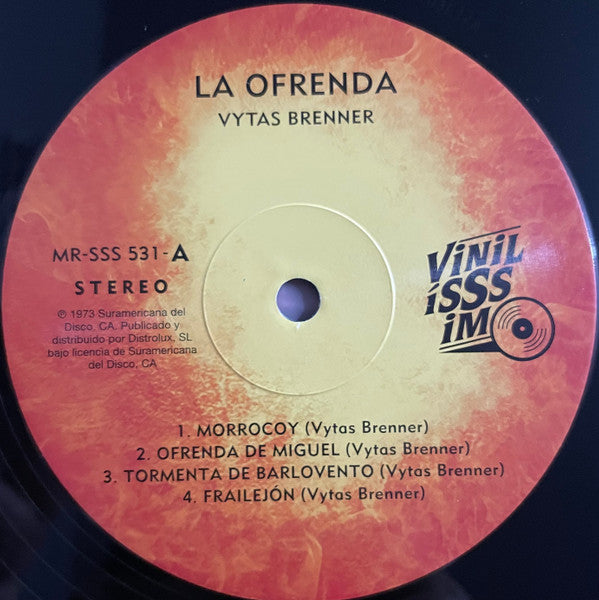 LA OFRENDA
VYTAS BRENNER
MR-SSS 531-A
STEREO
℗ 1973 Suramericana del
Disco, CA. Publicado y
distribuido por Distrolux, SL
bajo licencia de Suramericana
del Disco, CA
ViNiL
íSSS
iMO
1. MORROCOY (Vytas Brenner)
2. OFRENDA DE MIGUEL (Vytas Brenner)
3. TORMENTA DE BARLOVENTO (Vytas Brenner)
4. FRAILEJÓN (Vytas Brenner)